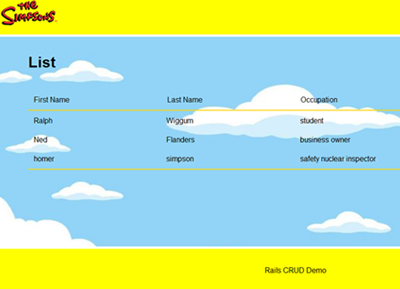 THE
SIMPSONS
List
First Name Last Name Occupation
Ralph Wiggum student
Ned Flanders business owner
homer simpson safety nuclear inspector
Rails CRUD Demo